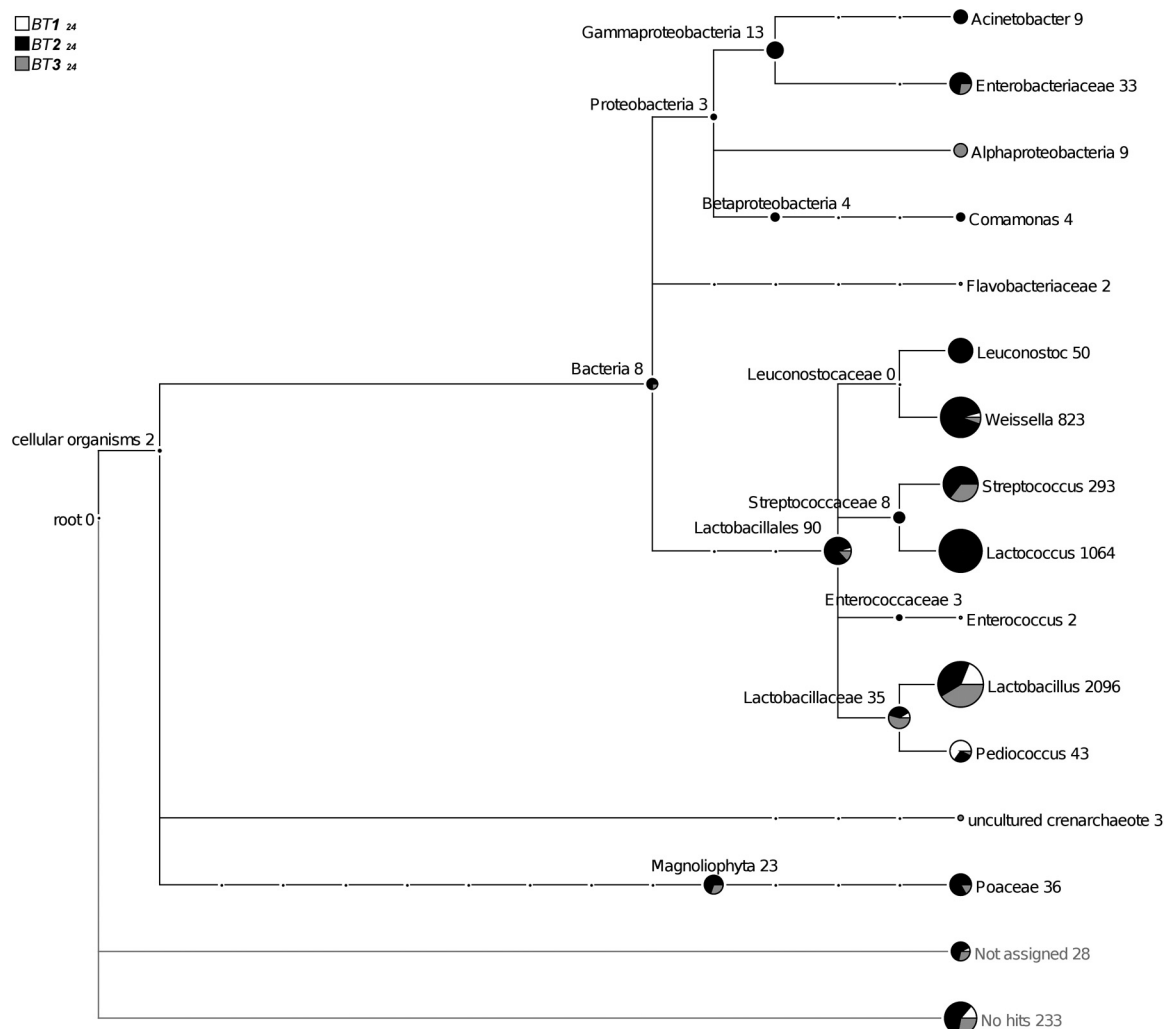 BT1 24
BT2 24
BT3 24
Acinetobacter 9
Gammaproteobacteria 13
Enterobacteriaceae 33
Proteobacteria 3
Alphaproteobacteria 9
Betaproteobacteria 4
Comamonas 4
Flavobacteriaceae 2
Leuconostoc 50
Bacteria 8
Leuconostocaceae 0
Weissella 823
cellular organisms 2
Streptococcus 293
Streptococcaceae 8
root 0
Lactobacillales 90
Lactococcus 1064
Enterococcaceae 3
Enterococcus 2
Lactobacillus 2096
Lactobacillaceae 35
Pediococcus 43
uncultured crenarchaeote 3
Magnoliophyta 23
Poaceae 36
Not assigned 28
No hits 233